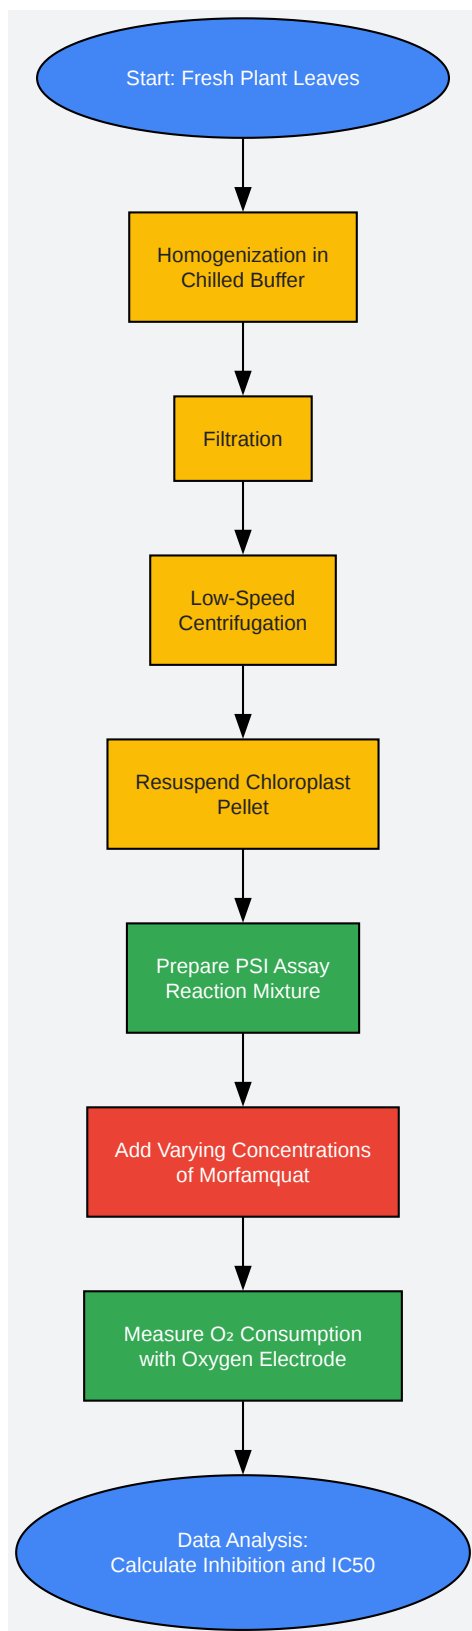 Start: Fresh Plant Leaves
Homogenization in
Chilled Buffer
Filtration
Low-Speed
Centrifugation
Resuspend Chloroplast
Pellet
Prepare PSI Assay
Reaction Mixture
Add Varying Concentrations
of Morfamquat
Measure O₂ Consumption
with Oxygen Electrode
Data Analysis:
Calculate Inhibition and IC50